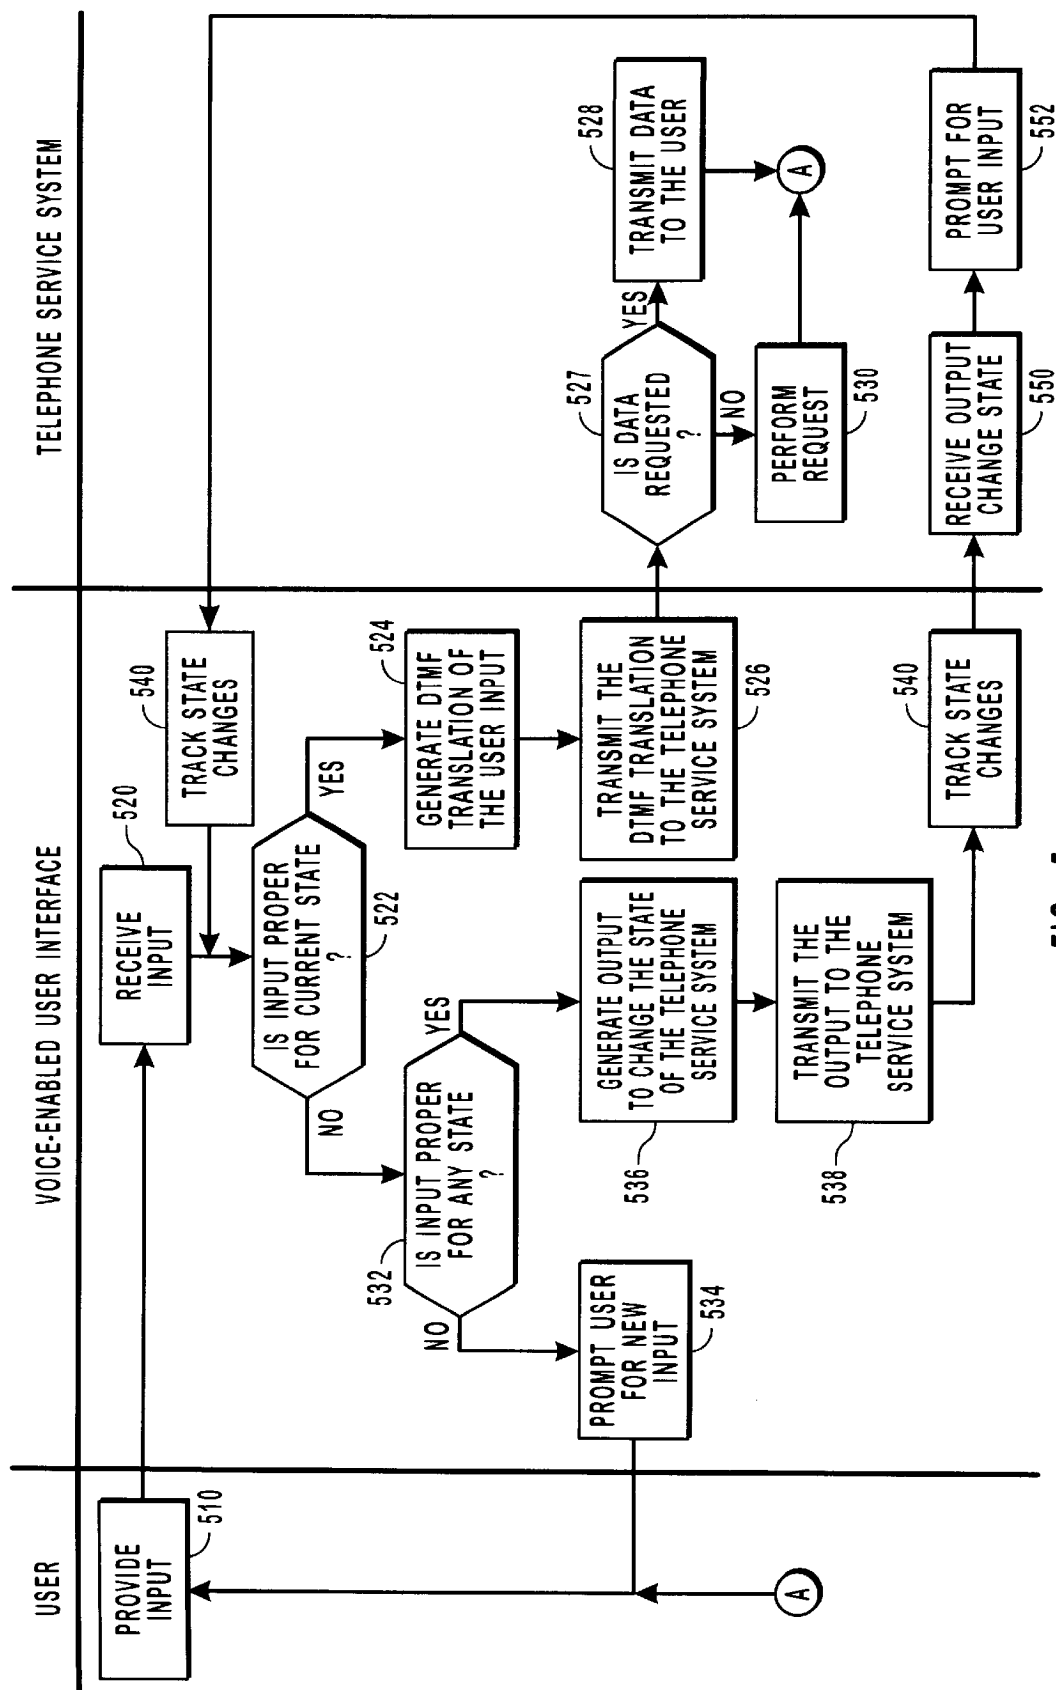 USER
VOICE-ENABLED USER INTERFACE
TELEPHONE SERVICE SYSTEM
PROVIDE
INPUT
510
RECEIVE
INPUT
520
TRACK STATE
CHANGES
540
IS INPUT PROPER
FOR CURRENT STATE
?
522
NO
YES
IS INPUT PROPER
FOR ANY STATE
?
532
NO
YES
GENERATE DTMF
TRANSLATION OF
THE USER INPUT
524
PROMPT USER
FOR NEW
INPUT
534
GENERATE OUTPUT
TO CHANGE THE STATE
OF THE TELEPHONE
SERVICE SYSTEM
536
TRANSMIT THE
DTMF TRANSLATION
TO THE TELEPHONE
SERVICE SYSTEM
526
IS DATA
REQUESTED
?
527
YES
NO
TRANSMIT DATA
TO THE USER
528
PERFORM
REQUEST
530
A
A
TRANSMIT THE
OUTPUT TO THE
TELEPHONE
SERVICE SYSTEM
538
TRACK STATE
CHANGES
540
RECEIVE OUTPUT
CHANGE STATE
550
PROMPT FOR
USER INPUT
552